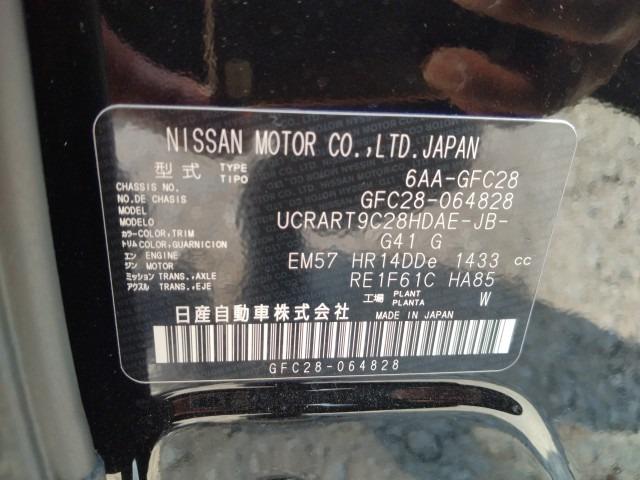 NISSAN MOTOR CO.,LTD.JAPAN
型式 TYPE TIPO 6AA-GFC28
CHASSIS NO.
NO.DE CHASIS GFC28-064828
MODEL
MODELO UCRART9C28HDAE-JB-
カラー COLOR,TRIM
トリム COLOR,GUARNICION G41 G
エン ENGINE
ジン MOTOR EM57 HR14DDe 1433 cc
ミッション TRANS.,AXLE
アクスル TRANS.,EJE RE1F61C HA85
工場 PLANT PLANTA W
日産自動車株式会社 MADE IN JAPAN
GFC28-064828